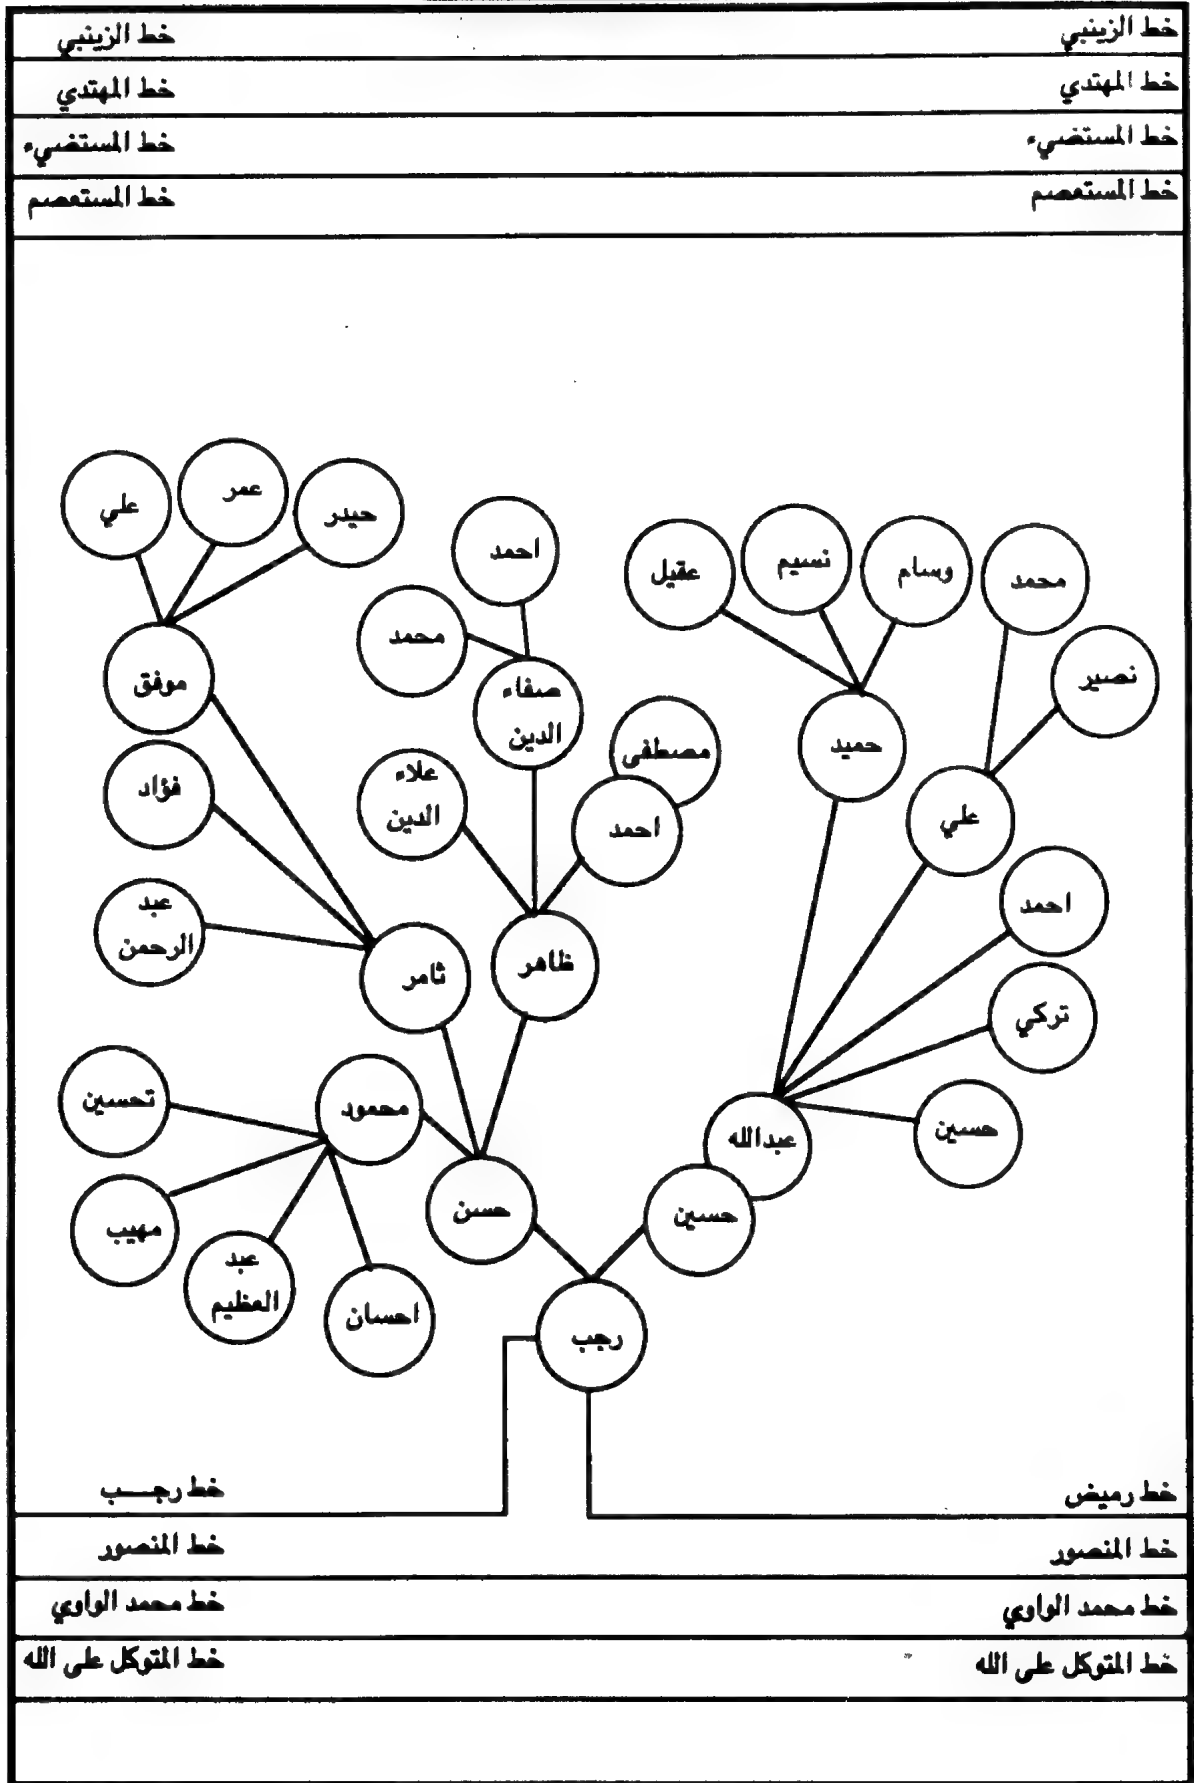 خط الزينبي
خط الزينبي
خط المهتدي
خط المهتدي
خط المستضيء
خط المستضيء
خط المستعصم
خط المستعصم
حيدر
عمر
علي
محمد
وسام
نسيم
عقيل
احمد
محمد
نصير
علي
حميد
صفاء
الدين
موفق
مصطفى
احمد
علاء
الدين
فؤاد
احمد
تركي
حسين
ظاهر
ثامر
عبد
الرحمن
عبدالله
حسين
حسن
محمود
تحسين
مهيب
عبد
العظيم
احسان
رجب
خط رميض
خط رجـــب
خط المنصور
خط المنصور
خط محمد الواوي
خط محمد الواوي
خط المتوكل على الله
خط المتوكل على الله